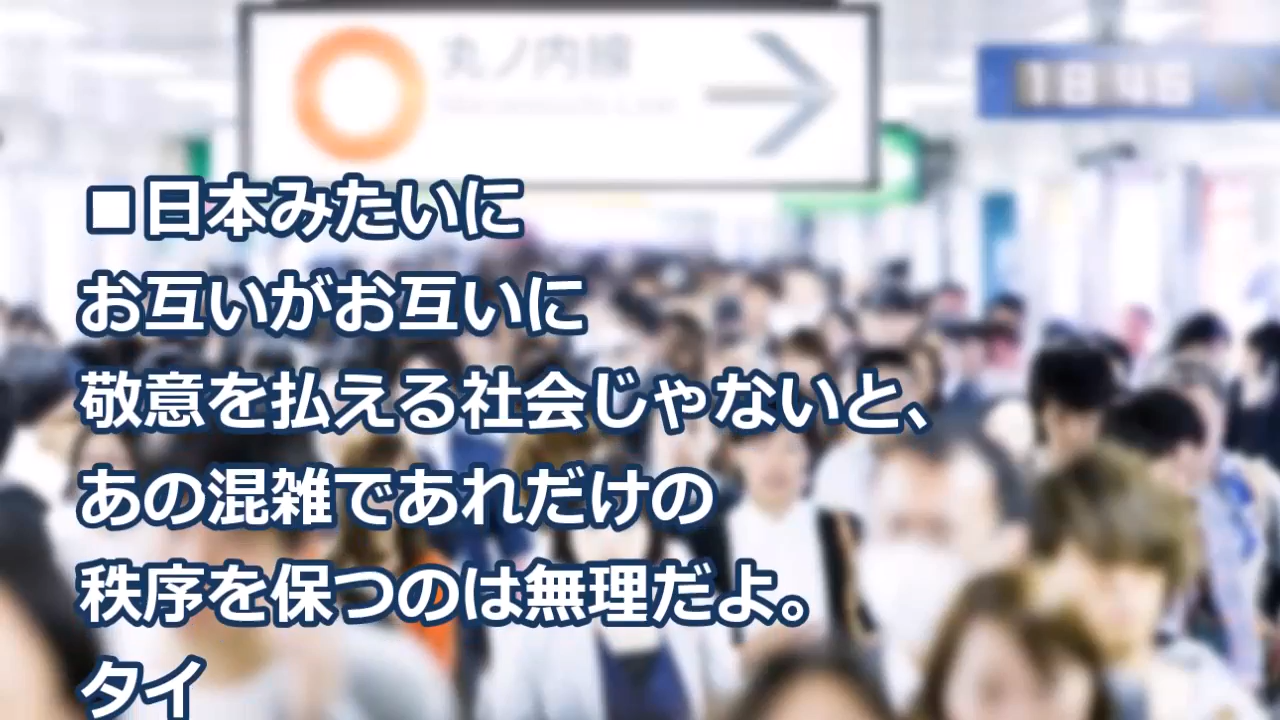 丸ノ内線
18:46
■日本みたいに
お互いがお互いに
敬意を払える社会じゃないと、
あの混雑であれだけの
秩序を保つのは無理だよ。
タイ